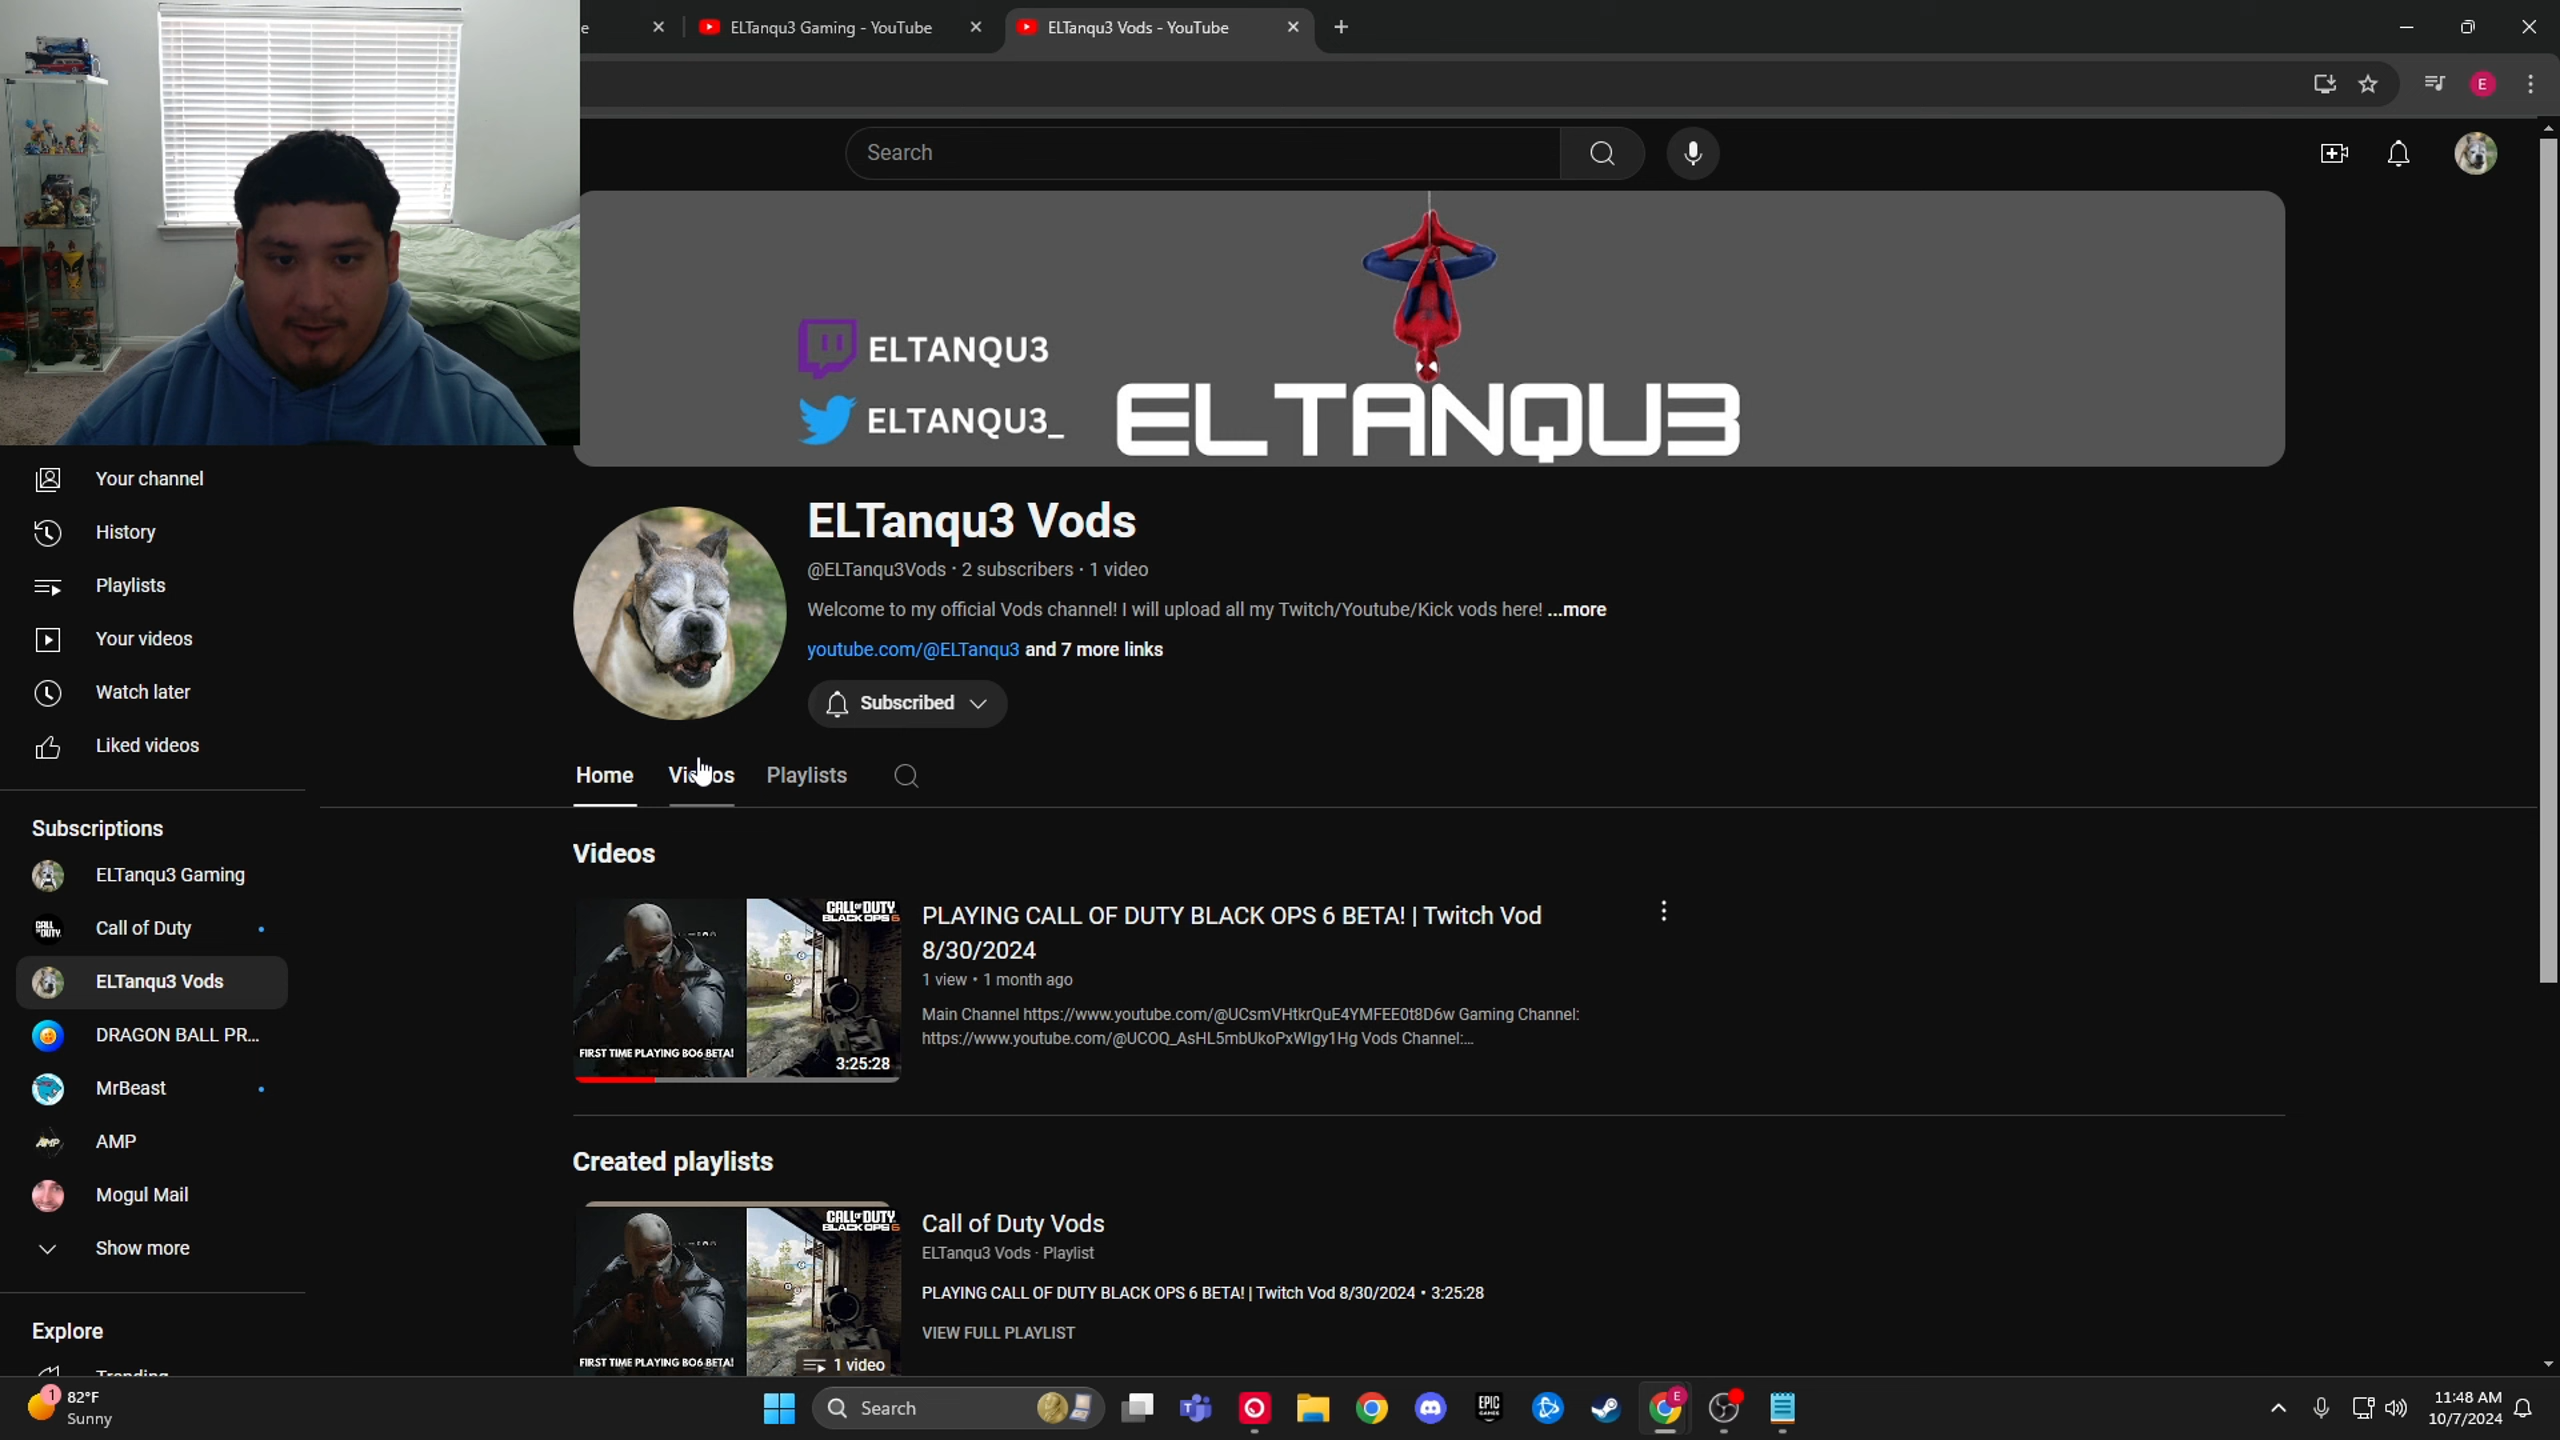 e
ELTanqu3 Gaming - YouTube
ELTanqu3 Vods - YouTube
E
Search
ELTANQU3
ELTANQU3_
EL TANQU3
Your channel
History
Playlists
Your videos
Watch later
Liked videos
Subscriptions
ELTanqu3 Gaming
Call of Duty
ELTanqu3 Vods
DRAGON BALL PR...
MrBeast
AMP
Mogul Mail
Show more
Explore
Trending
ELTanqu3 Vods
@ELTanqu3Vods · 2 subscribers · 1 video
Welcome to my official Vods channel! I will upload all my Twitch/Youtube/Kick vods here! ...more
youtube.com/@ELTanqu3 and 7 more links
Subscribed
Home Videos Playlists
Videos
CALL OF DUTY
BLACK OPS 6
FIRST TIME PLAYING BO6 BETA!
3:25:28
PLAYING CALL OF DUTY BLACK OPS 6 BETA! | Twitch Vod
8/30/2024
1 view · 1 month ago
Main Channel https://www.youtube.com/@UCsmVHtkrQuE4YMFEE0t8D6w Gaming Channel:
https://www.youtube.com/@UCOQ_AsHL5mbUkoPxWlgy1Hg Vods Channel:...
Created playlists
CALL OF DUTY
BLACK OPS 6
FIRST TIME PLAYING BO6 BETA!
1 video
Call of Duty Vods
ELTanqu3 Vods · Playlist
PLAYING CALL OF DUTY BLACK OPS 6 BETA! | Twitch Vod 8/30/2024 • 3:25:28
VIEW FULL PLAYLIST
1
82°F
Sunny
Search
EPIC
GAMES
E
11:48 AM
10/7/2024